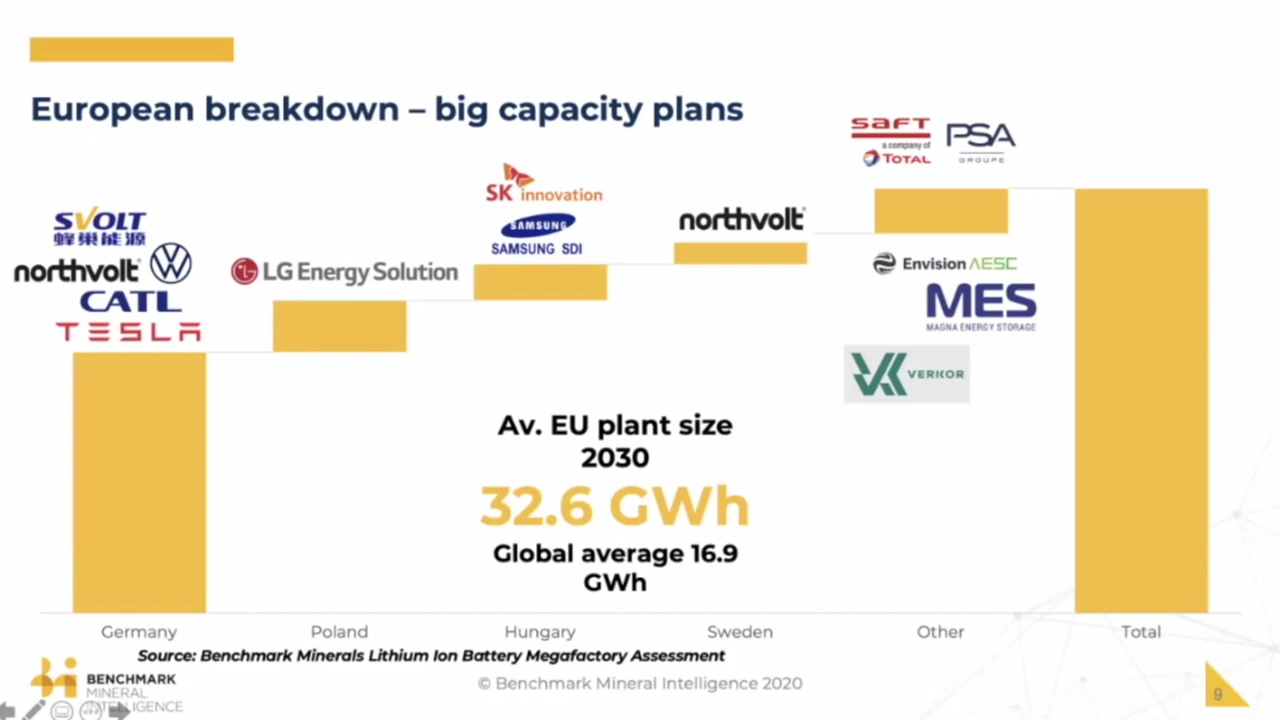 European breakdown – big capacity plans
SVOLT
蜂巢能源
northvolt
CATL
TESLA
LG Energy Solution
SK innovation
SAMSUNG
SAMSUNG SDI
northvolt
SAFT
a company of
TOTAL
PSA
GROUPE
Envision AESC
MES
MAGNA ENERGY STORAGE
VERKOR
Av. EU plant size
2030
32.6 GWh
Global average 16.9
GWh
Germany
Poland
Hungary
Sweden
Other
Total
Source: Benchmark Minerals Lithium Ion Battery Megafactory Assessment
BENCHMARK
MINERAL
INTELLIGENCE
© Benchmark Mineral Intelligence 2020
9